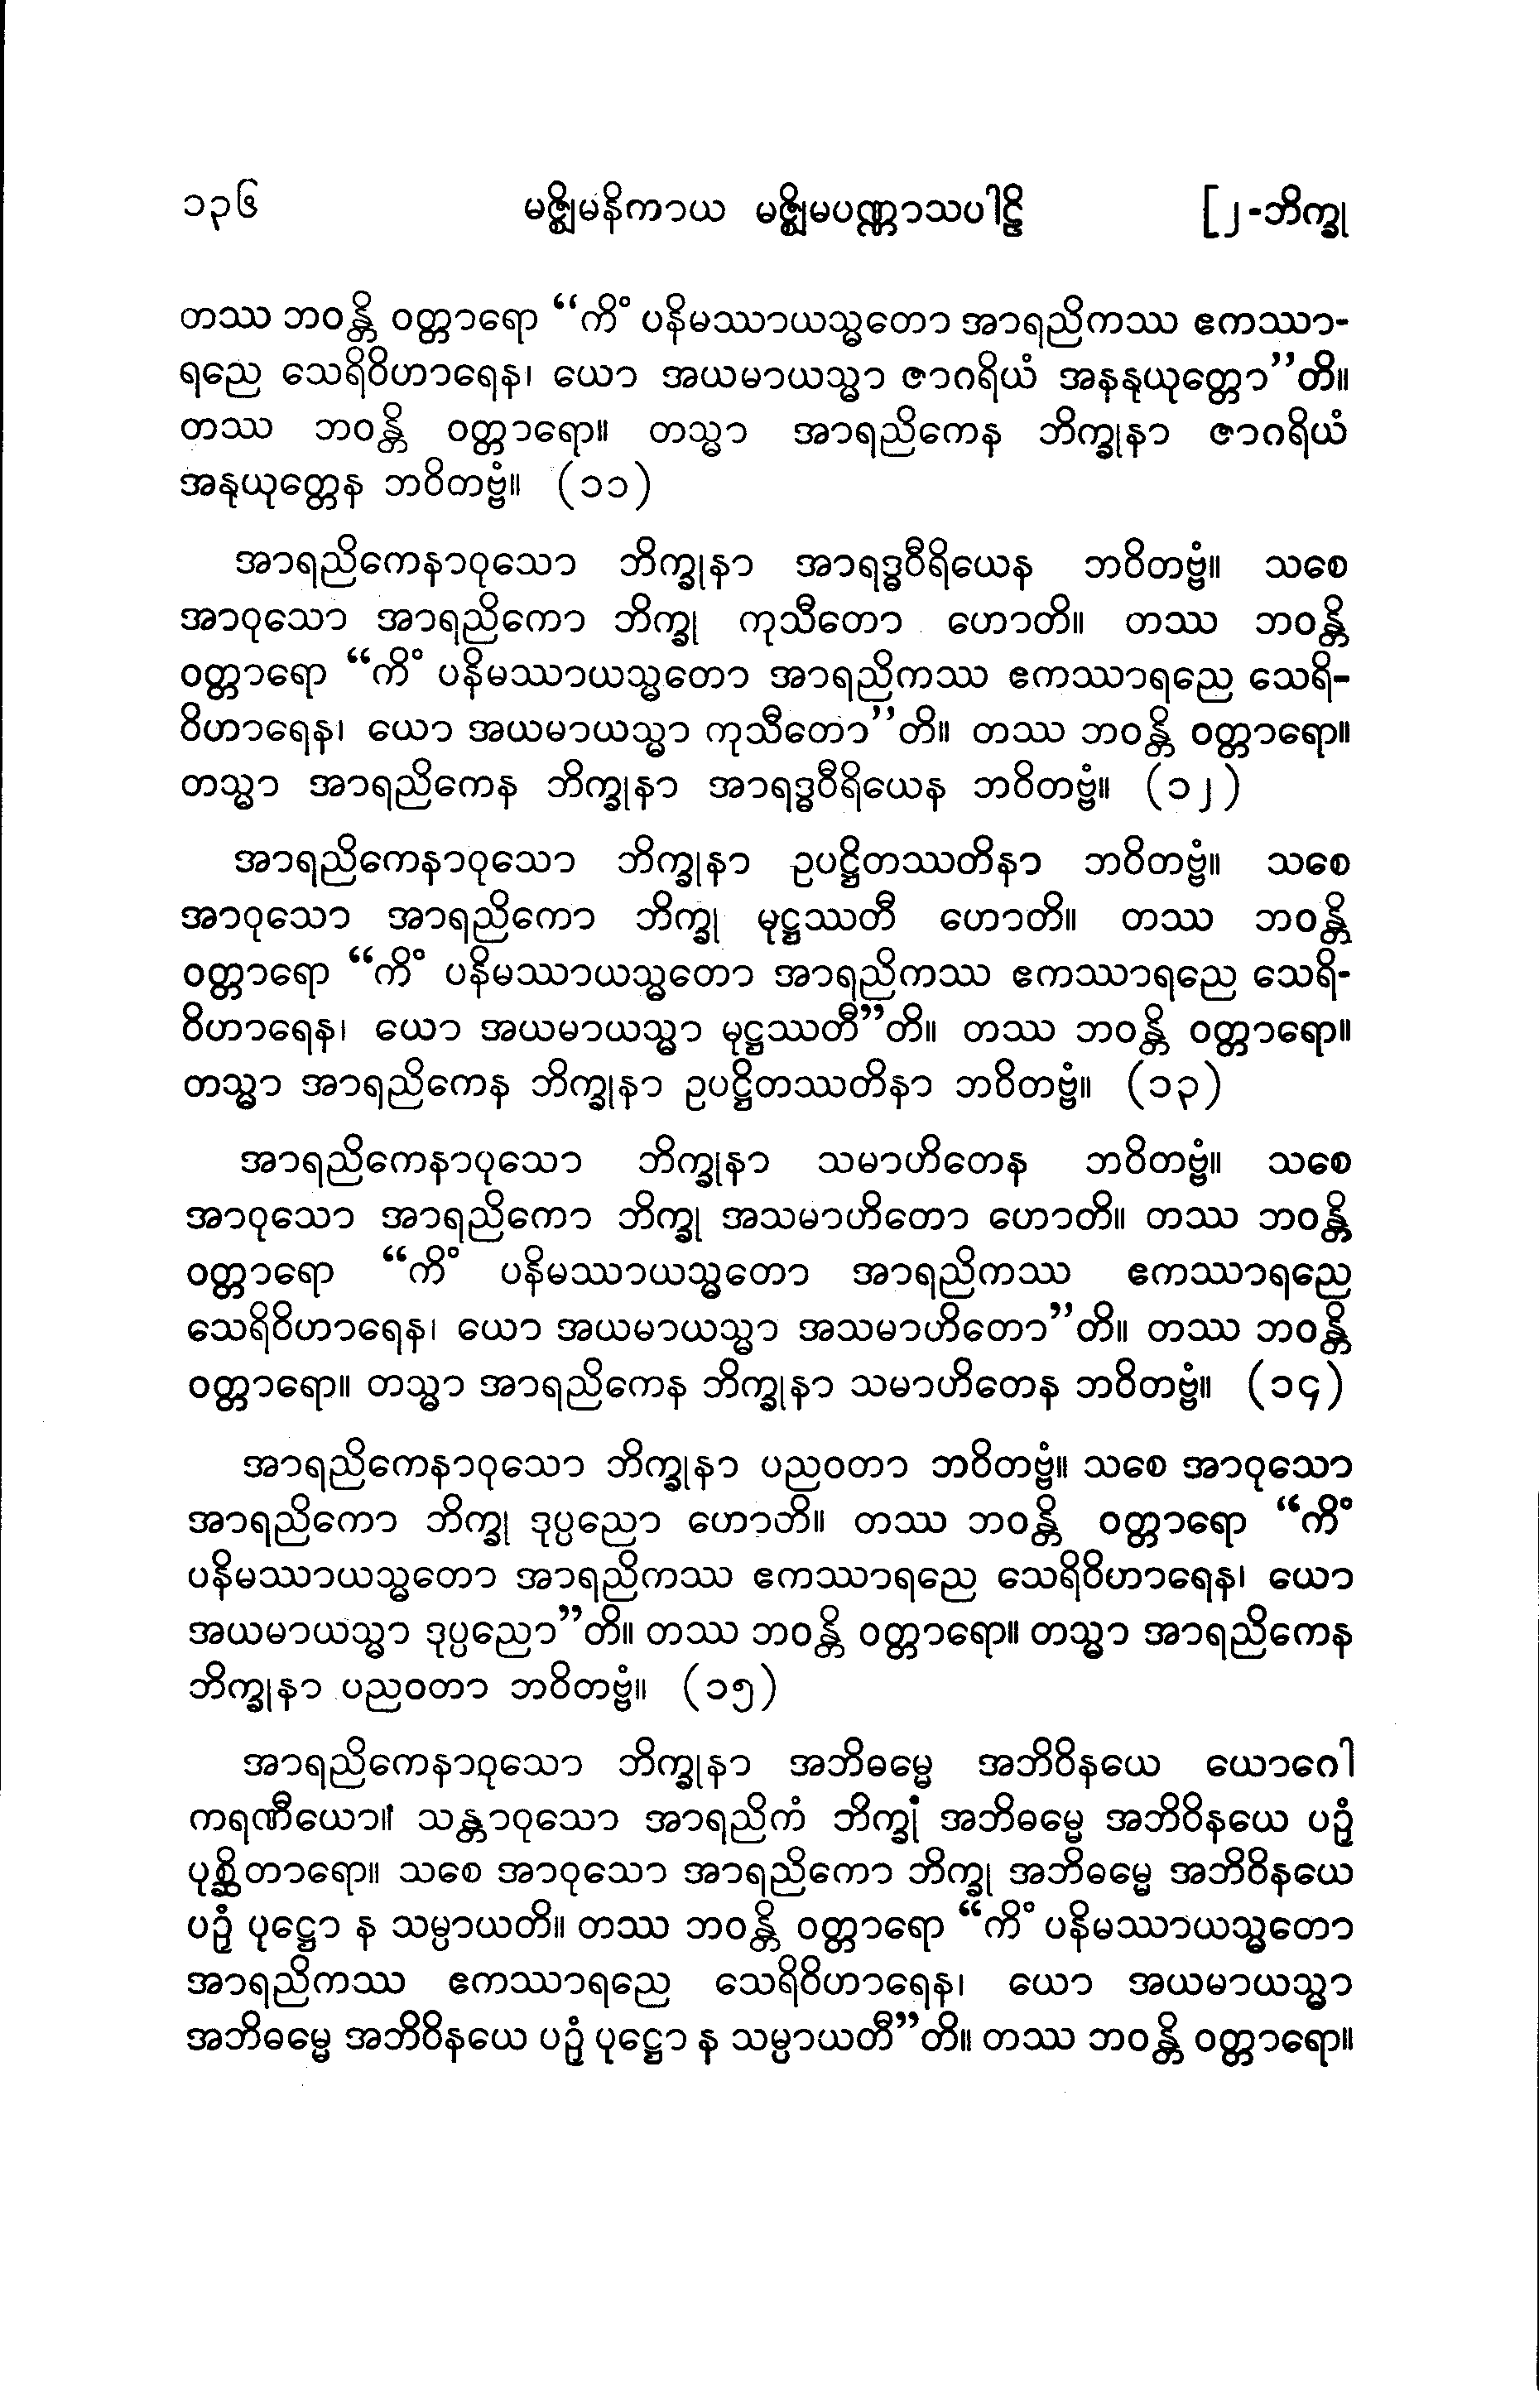 ၁၃၆ မဇ္ဈိမနိကာယ မဇ္ဈိမပဏ္ဏာသပါဠိ [၂-ဘိက္ခု
တဿ ဘဝန္တိ ဝတ္တာရော “ကိံ ပနိမဿာယသ္မတော အာရညိကဿ ဧကဿာ-
ရညေ သေရိဝိဟာရေန၊ ယော အယမာယသ္မာ ဇာဂရိယံ အနနုယုတ္တော”တိ။
တဿ ဘဝန္တိ ဝတ္တာရော။ တသ္မာ အာရညိကေန ဘိက္ခုနာ ဇာဂရိယံ
အနုယုတ္တေန ဘဝိတဗ္ဗံ။ (၁၁)
အာရညိကေနာဝုသော ဘိက္ခုနာ အာရဒ္ဓဝီရိယေန ဘဝိတဗ္ဗံ။ သစေ
အာဝုသော အာရညိကော ဘိက္ခု ကုသီတော ဟောတိ။ တဿ ဘဝန္တိ
ဝတ္တာရော “ကိံ ပနိမဿာယသ္မတော အာရညိကဿ ဧကဿာရညေ သေရိ-
ဝိဟာရေန၊ ယော အယမာယသ္မာ ကုသီတော”တိ။ တဿ ဘဝန္တိ ဝတ္တာရော။
တသ္မာ အာရညိကေန ဘိက္ခုနာ အာရဒ္ဓဝီရိယေန ဘဝိတဗ္ဗံ။ (၁၂)
အာရညိကေနာဝုသော ဘိက္ခုနာ ဥပဋ္ဌိတဿတိနာ ဘဝိတဗ္ဗံ။ သစေ
အာဝုသော အာရညိကော ဘိက္ခု မုဋ္ဌဿတီ ဟောတိ။ တဿ ဘဝန္တိ
ဝတ္တာရော “ကိံ ပနိမဿာယသ္မတော အာရညိကဿ ဧကဿာရညေ သေရိ-
ဝိဟာရေန၊ ယော အယမာယသ္မာ မုဋ္ဌဿတီ”တိ။ တဿ ဘဝန္တိ ဝတ္တာရော။
တသ္မာ အာရညိကေန ဘိက္ခုနာ ဥပဋ္ဌိတဿတိနာ ဘဝိတဗ္ဗံ။ (၁၃)
အာရညိကေနာပုသော ဘိက္ခုနာ သမာဟိတေန ဘဝိတဗ္ဗံ။ သစေ
အာဝုသော အာရညိကော ဘိက္ခု အသမာဟိတော ဟောတိ။ တဿ ဘဝန္တိ
ဝတ္တာရော “ကိံ ပနိမဿာယသ္မတော အာရညိကဿ ဧကဿာရညေ
သေရိဝိဟာရေန၊ ယော အယမာယသ္မာ အသမာဟိတော”တိ။ တဿ ဘဝန္တိ
ဝတ္တာရော။ တသ္မာ အာရညိကေန ဘိက္ခုနာ သမာဟိတေန ဘဝိတဗ္ဗံ။ (၁၄)
အာရညိကေနာဝုသော ဘိက္ခုနာ ပညဝတာ ဘဝိတဗ္ဗံ။ သစေ အာဝုသော
အာရညိကော ဘိက္ခု ဒုပ္ပညော ဟောတိ။ တဿ ဘဝန္တိ ဝတ္တာရော “ကိံ
ပနိမဿာယသ္မတော အာရညိကဿ ဧကဿာရညေ သေရိဝိဟာရေန၊ ယော
အယမာယသ္မာ ဒုပ္ပညော”တိ။ တဿ ဘဝန္တိ ဝတ္တာရော။ တသ္မာ အာရညိကေန
ဘိက္ခုနာ ပညဝတာ ဘဝိတဗ္ဗံ။ (၁၅)
အာရညိကေနာဝုသော ဘိက္ခုနာ အဘိဓမ္မေ အဘိဝိနယေ ယောဂေါ
ကရဏီယော။ သန္တာဝုသော အာရညိကံ ဘိက္ခုံ အဘိဓမ္မေ အဘိဝိနယေ ပဉှံ
ပုစ္ဆိတာရော။ သစေ အာဝုသော အာရညိကော ဘိက္ခု အဘိဓမ္မေ အဘိဝိနယေ
ပဉှံ ပုဋ္ဌော န သမ္ပာယတိ။ တဿ ဘဝန္တိ ဝတ္တာရော “ကိံ ပနိမဿာယသ္မတော
အာရညိကဿ ဧကဿာရညေ သေရိဝိဟာရေန၊ ယော အယမာယသ္မာ
အဘိဓမ္မေ အဘိဝိနယေ ပဉှံ ပုဋ္ဌော န သမ္ပာယတီ”တိ။ တဿ ဘဝန္တိ ဝတ္တာရော။